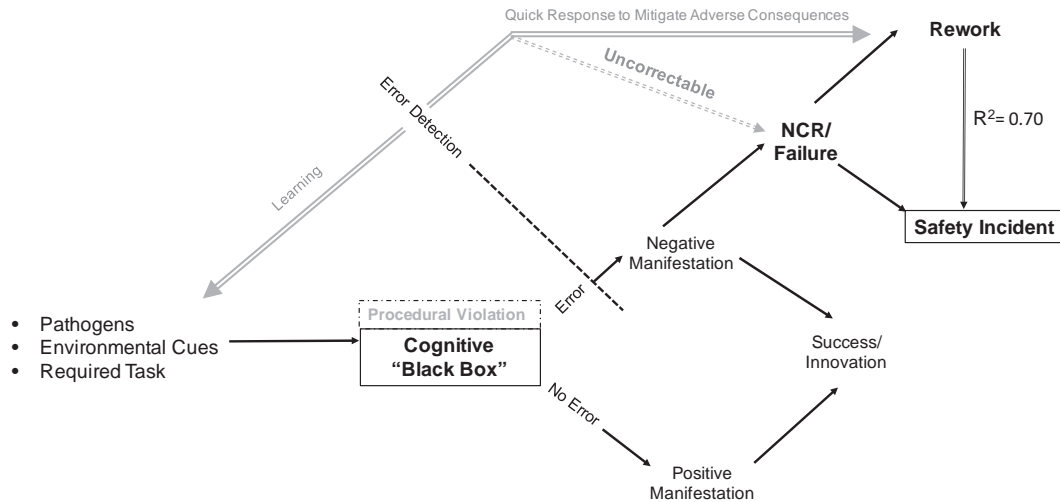 Quick Response to Mitigate Adverse Consequences
Rework
Uncorrectable
Error Detection
R²= 0.70
NCR/
Failure
Learning
Safety Incident
Negative
Manifestation
Error
Procedural Violation
• Pathogens
• Environmental Cues
• Required Task
Cognitive
“Black Box”
Success/
Innovation
No Error
Positive
Manifestation